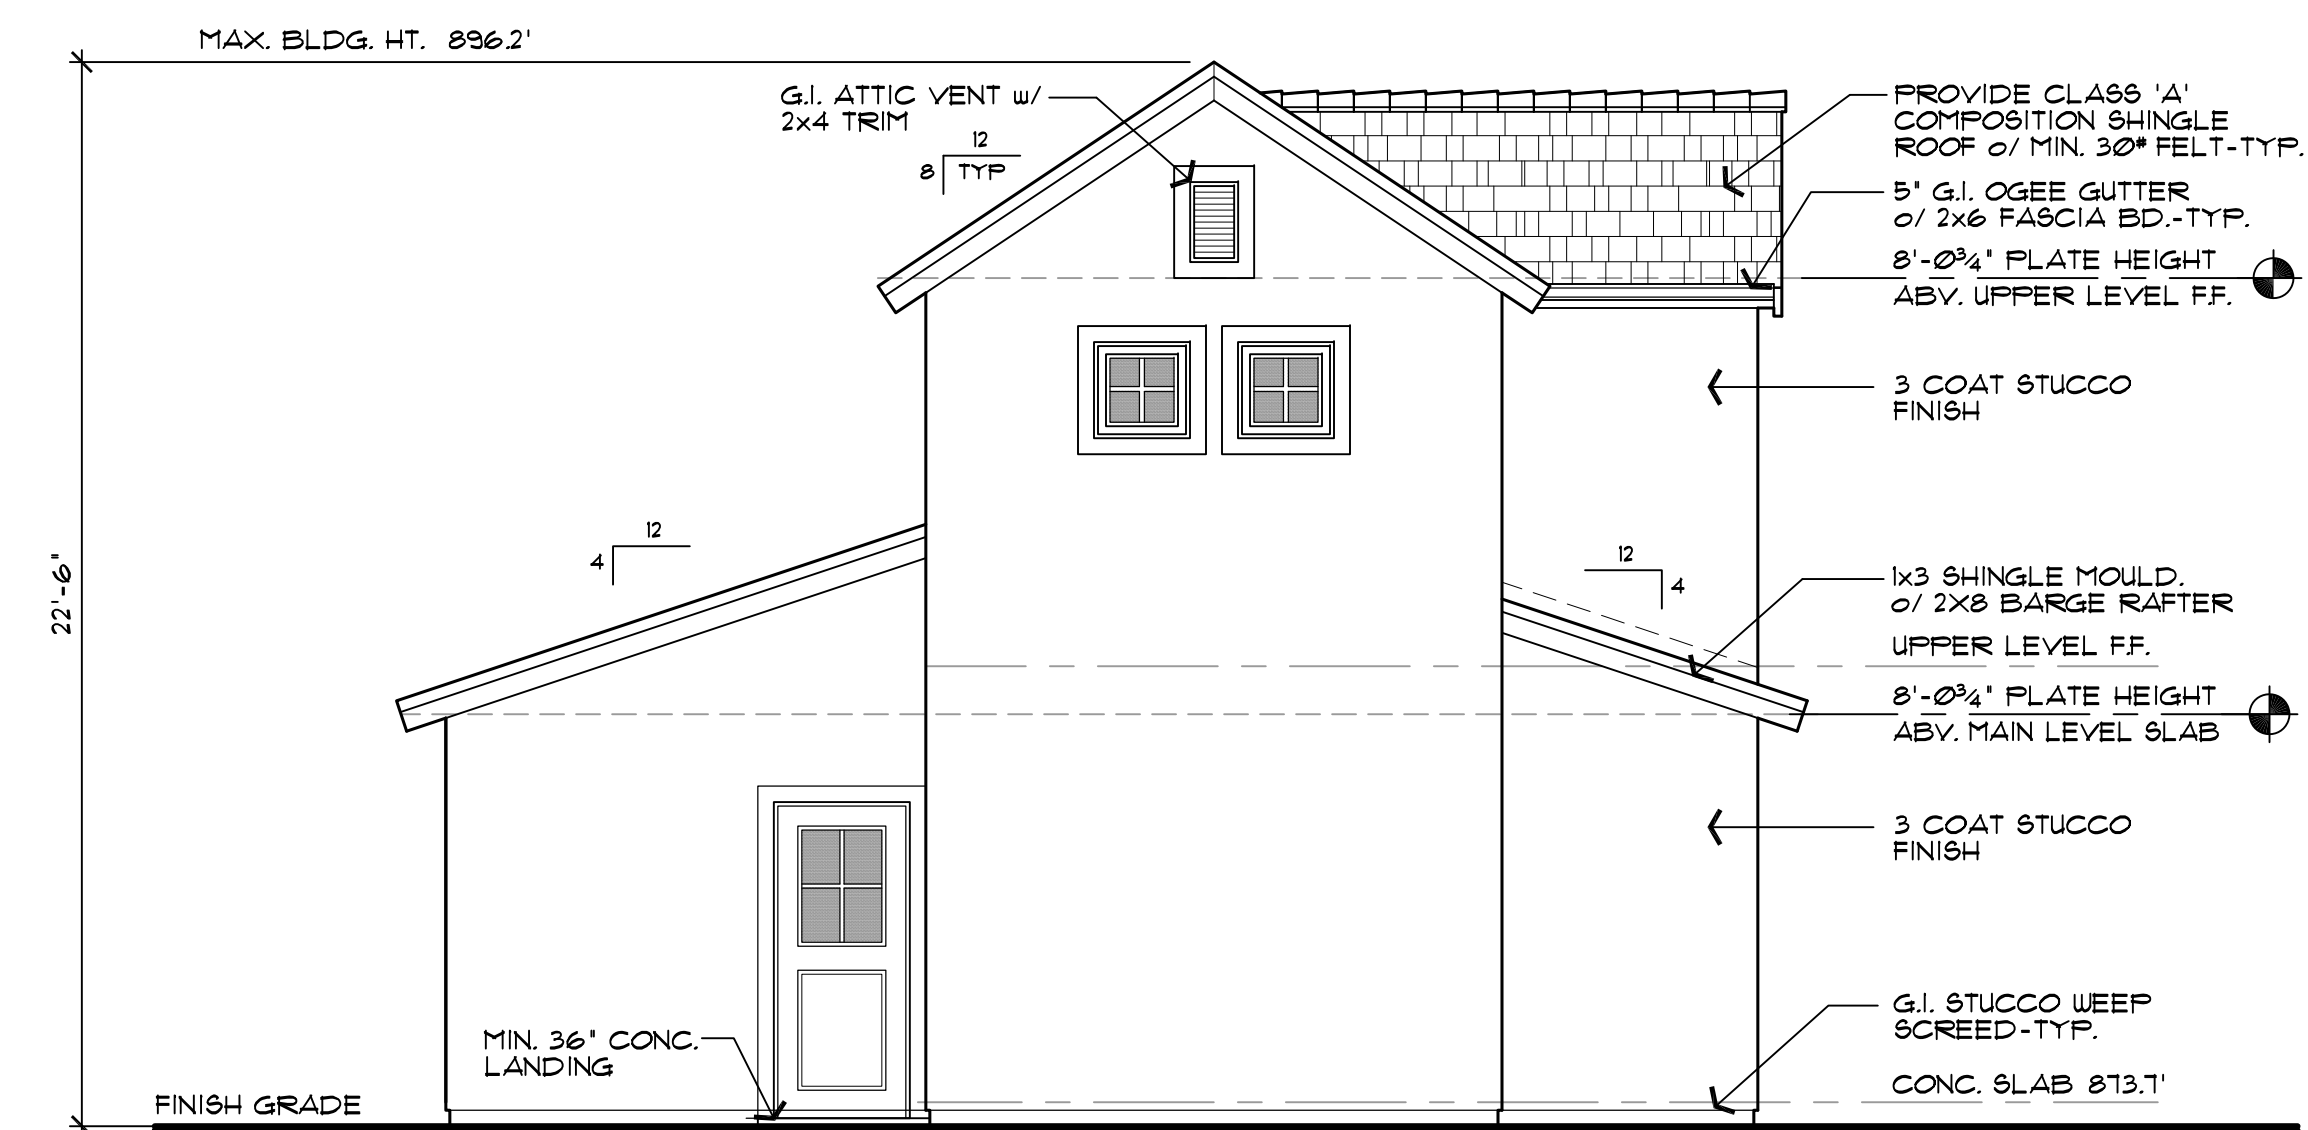 MAX. BLDG. HT. 896.2'
G.I. ATTIC VENT w/
2x4 TRIM
12
8
TYP
PROVIDE CLASS 'A'
COMPOSITION SHINGLE
ROOF o/ MIN. 30# FELT-TYP.
5" G.I. OGEE GUTTER
o/ 2x6 FASCIA BD.-TYP.
8'-0¾" PLATE HEIGHT
ABV. UPPER LEVEL F.F.
3 COAT STUCCO
FINISH
12
4
22'-6"
12
4
1x3 SHINGLE MOULD.
o/ 2X8 BARGE RAFTER
UPPER LEVEL F.F.
8'-0¾" PLATE HEIGHT
ABV. MAIN LEVEL SLAB
3 COAT STUCCO
FINISH
MIN. 36" CONC.
LANDING
G.I. STUCCO WEEP
SCREED-TYP.
CONC. SLAB 873.7'
FINISH GRADE